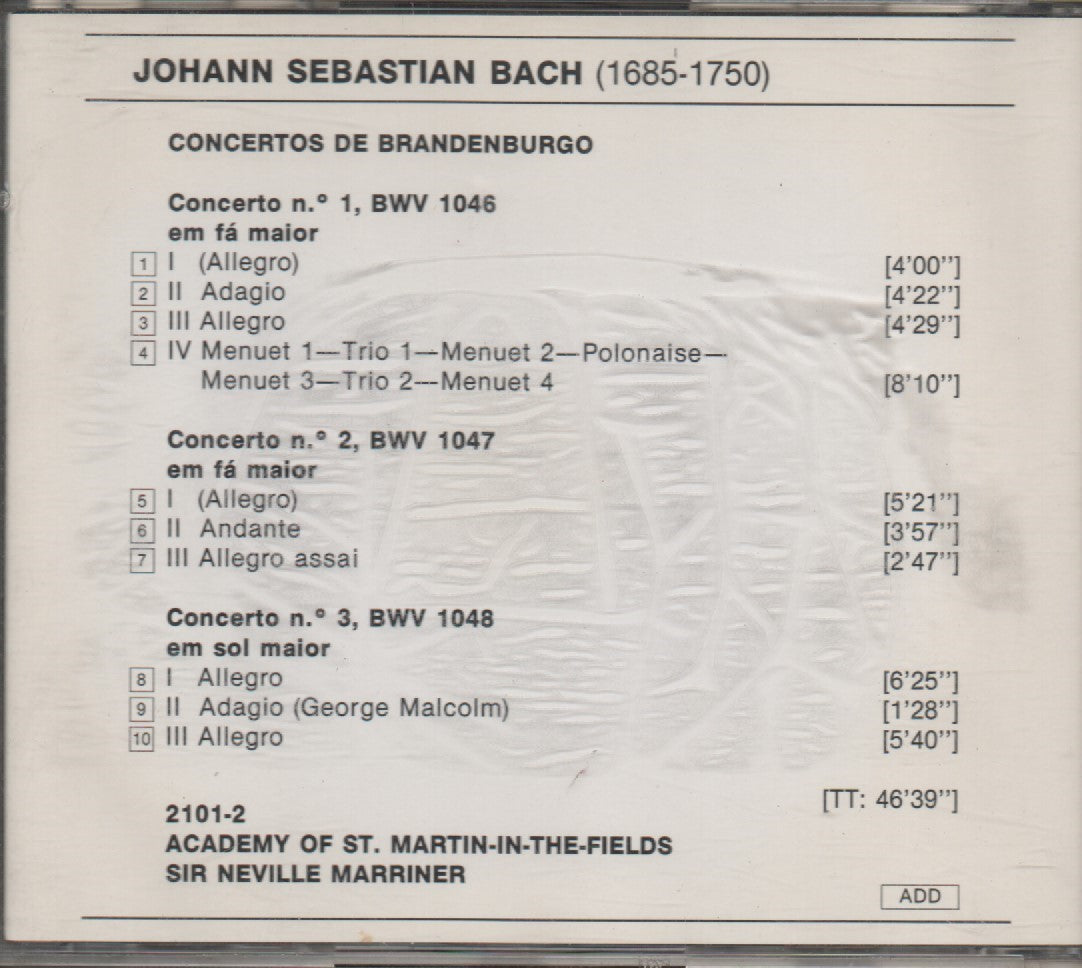 JOHANN SEBASTIAN BACH (1685-1750)
CONCERTOS DE BRANDENBURGO
Concerto n.º 1, BWV 1046
em fá maior
1 I (Allegro) [4'00"]
2 II Adagio [4'22"]
3 III Allegro [4'29"]
4 IV Menuet 1—Trio 1—Menuet 2—Polonaise—
Menuet 3—Trio 2—Menuet 4 [8'10"]
Concerto n.º 2, BWV 1047
em fá maior
5 I (Allegro) [5'21"]
6 II Andante [3'57"]
7 III Allegro assai [2'47"]
Concerto n.º 3, BWV 1048
em sol maior
8 I Allegro [6'25"]
9 II Adagio (George Malcolm) [1'28"]
10 III Allegro [5'40"]
[TT: 46'39"]
2101-2
ACADEMY OF ST. MARTIN-IN-THE-FIELDS
SIR NEVILLE MARRINER
ADD